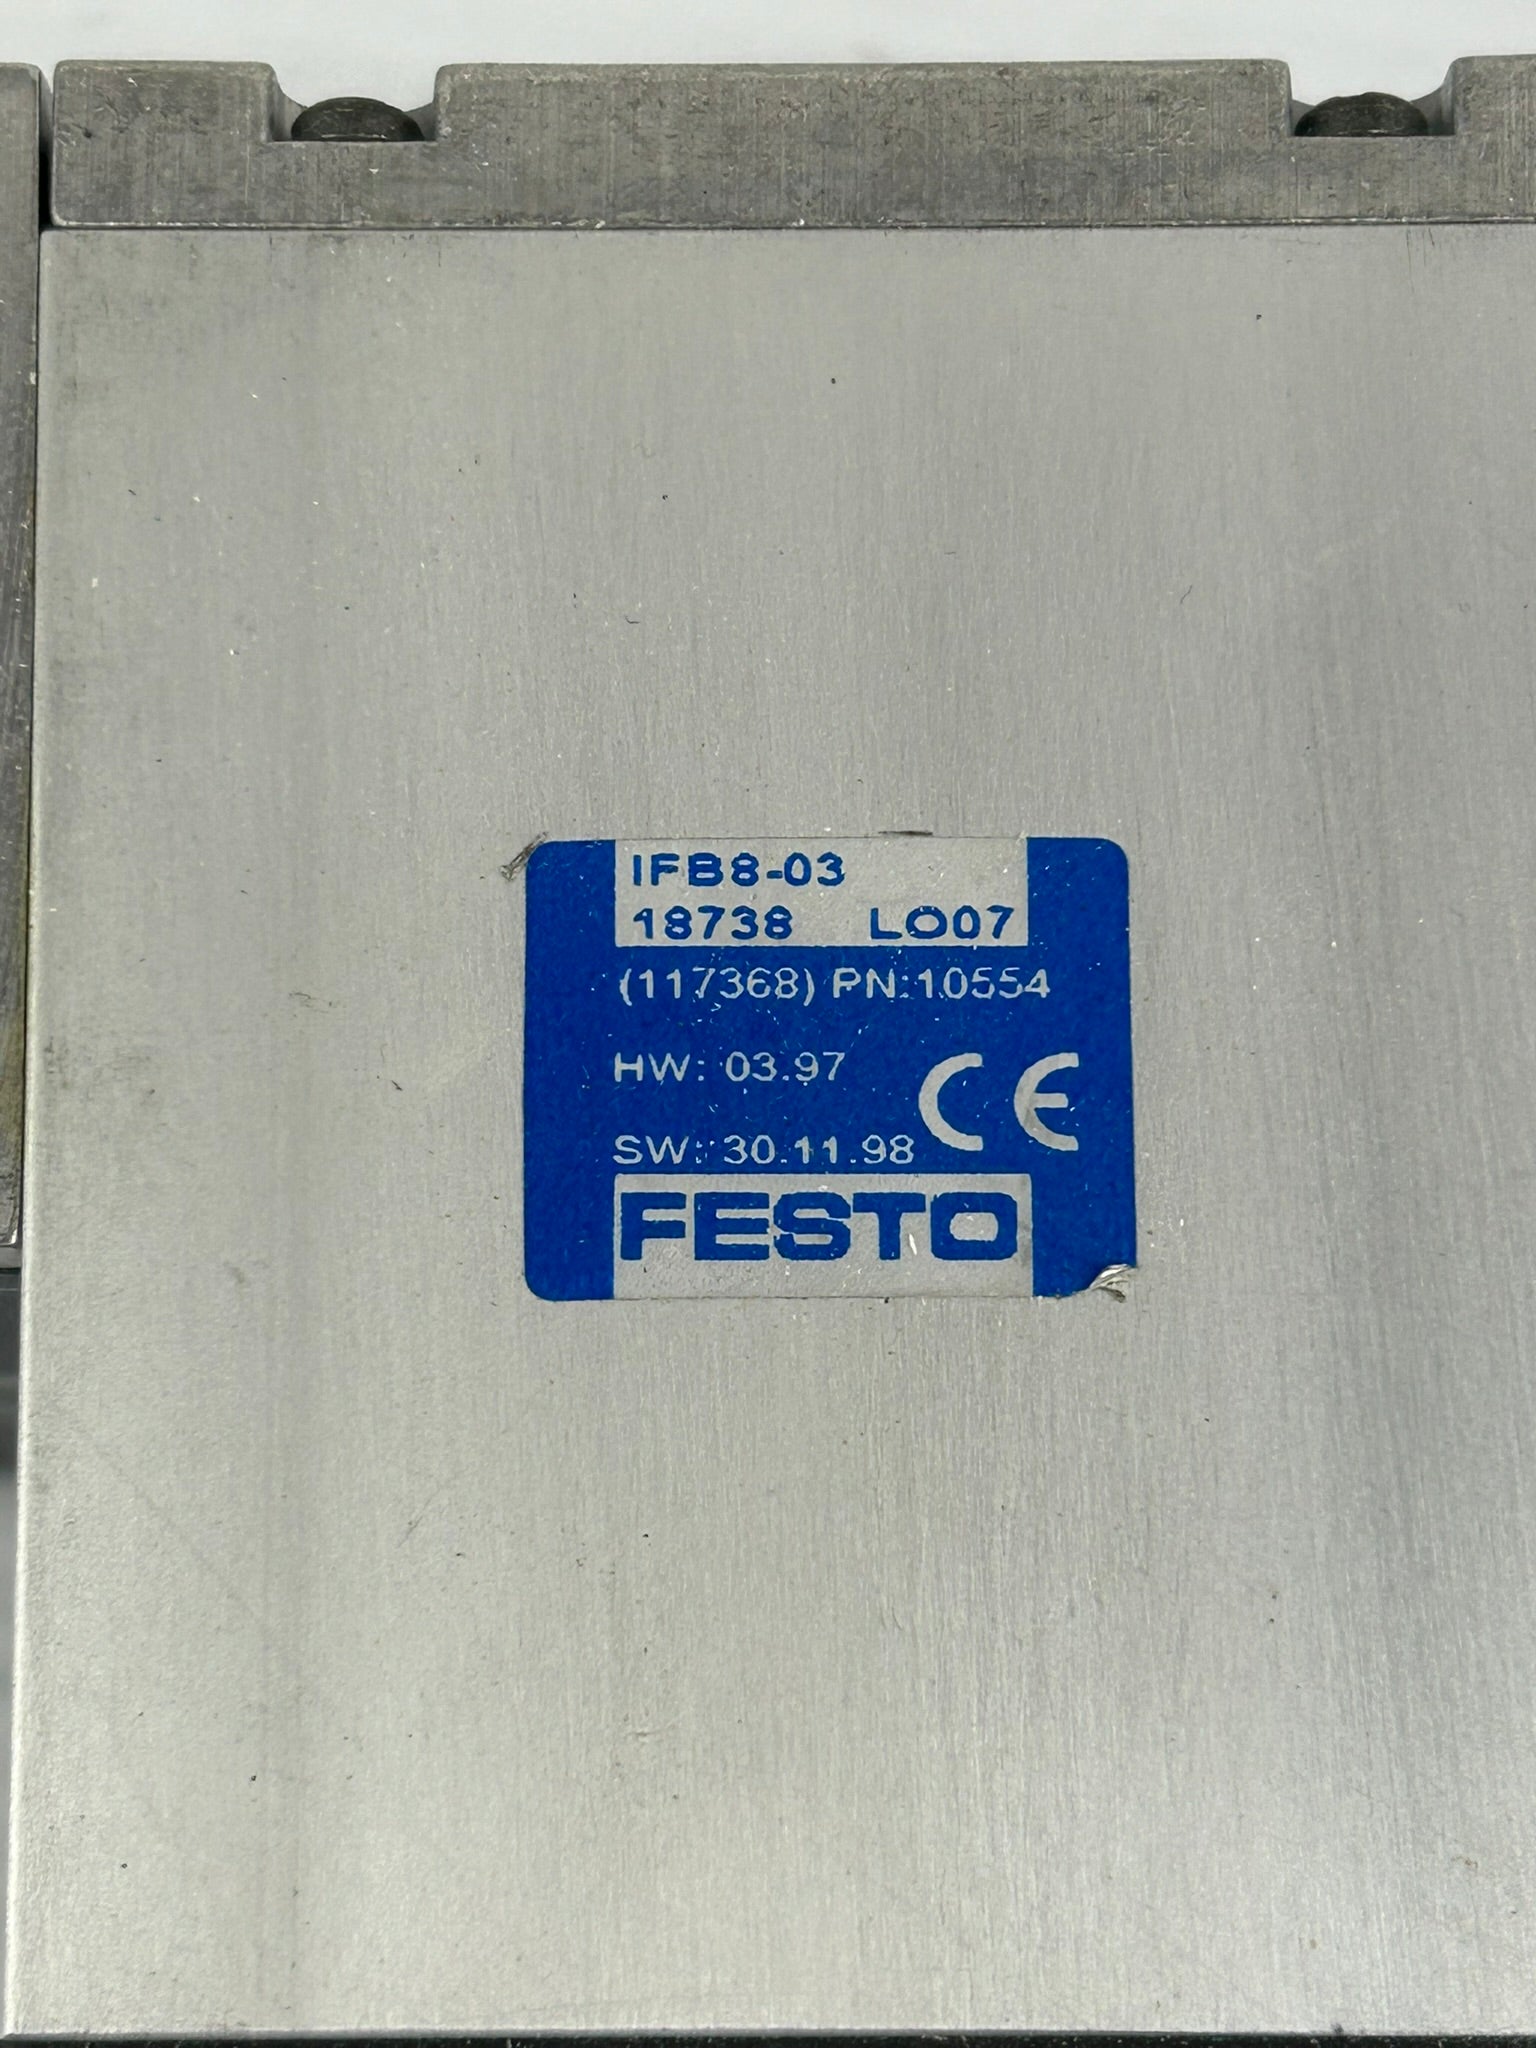 IFB8-03
18738 LO07
(117368) PN:10554
HW: 03.97
CE
SW: 30.11.98
FESTO